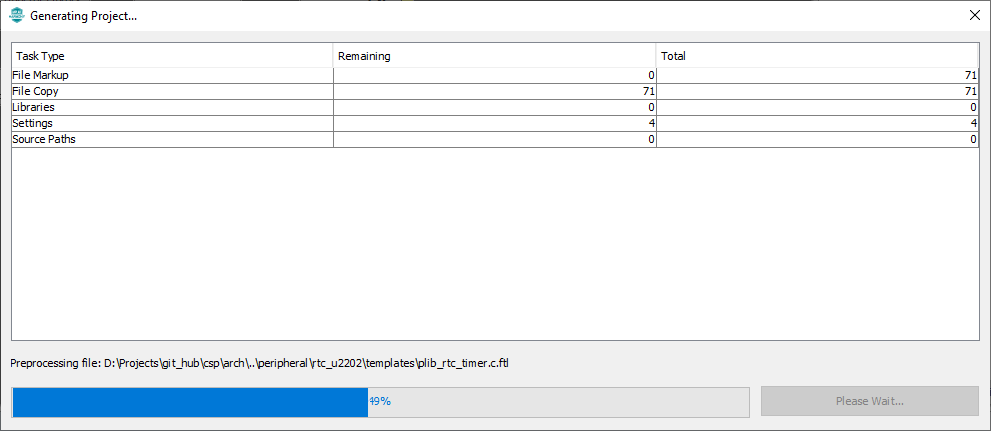 Generating Project...
Task Type Remaining Total
File Markup 0 71
File Copy 71 71
Libraries 0 0
Settings 4 4
Source Paths 0 0
Preprocessing file: D:\Projects\git_hub\csp\arch\..\peripheral\rtc_u2202\templates\plib_rtc_timer.c.ftl
49% Please Wait...